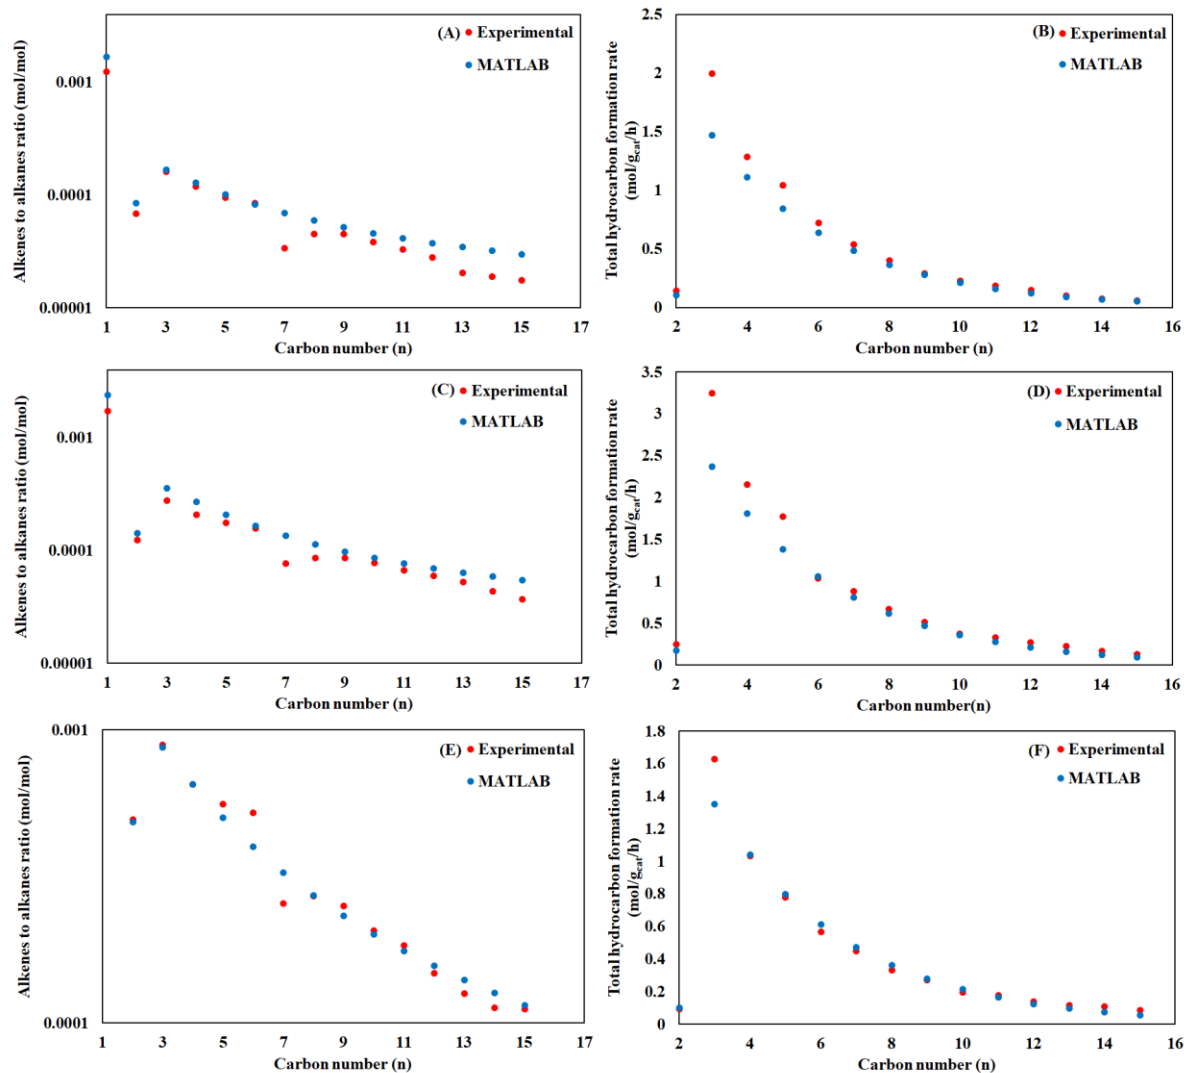 (A)
Experimental
MATLAB
Alkenes to alkanes ratio (mol/mol)
0.001
0.0001
0.00001
1 3 5 7 9 11 13 15 17
Carbon number (n)
(B)
Experimental
MATLAB
Total hydrocarbon formation rate
(mol/gcat/h)
2.5
2
1.5
1
0.5
0
2 4 6 8 10 12 14 16
Carbon number (n)
(C)
Experimental
MATLAB
Alkenes to alkanes ratio (mol/mol)
0.001
0.0001
0.00001
1 3 5 7 9 11 13 15 17
Carbon number (n)
(D)
Experimental
MATLAB
Total hydrocarbon formation rate
(mol/gcat/h)
3.5
3
2.5
2
1.5
1
0.5
0
2 4 6 8 10 12 14 16
Carbon number(n)
(E)
Experimental
MATLAB
Alkenes to alkanes ratio (mol/mol)
0.001
0.0001
1 3 5 7 9 11 13 15 17
Carbon number (n)
(F)
Experimental
MATLAB
Total hydrocarbon formation rate
(mol/gcat/h)
1.8
1.6
1.4
1.2
1
0.8
0.6
0.4
0.2
0
2 4 6 8 10 12 14 16
Carbon number (n)